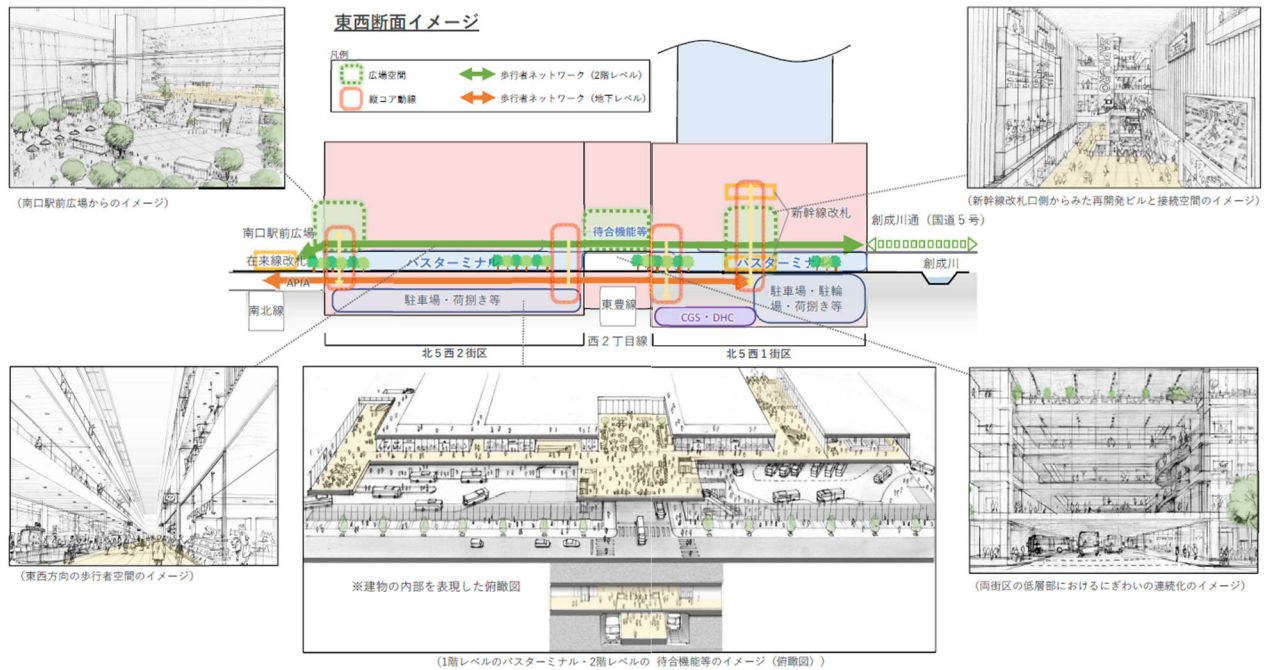 東西断面イメージ
凡例
広場空間
歩行者ネットワーク（2階レベル）
縦コア動線
歩行者ネットワーク（地下レベル）
（南口駅前広場からのイメージ）
（新幹線改札口側からみた再開発ビルと接続空間のイメージ）
南口駅前広場
待合機能等
新幹線改札
創成川通（国道５号）
在来線改札
バスターミナル
バスターミナル
創成川
APIA
駐車場・荷捌き等
南北線
東豊線
駐車場・駐輪
場・荷捌き等
CGS・DHC
西２丁目線
北５西２街区
北５西１街区
（東西方向の歩行者空間のイメージ）
※建物の内部を表現した俯瞰図
（両街区の低層部におけるにぎわいの連続化のイメージ）
（1階レベルのバスターミナル・2階レベルの 待合機能等のイメージ（俯瞰図））